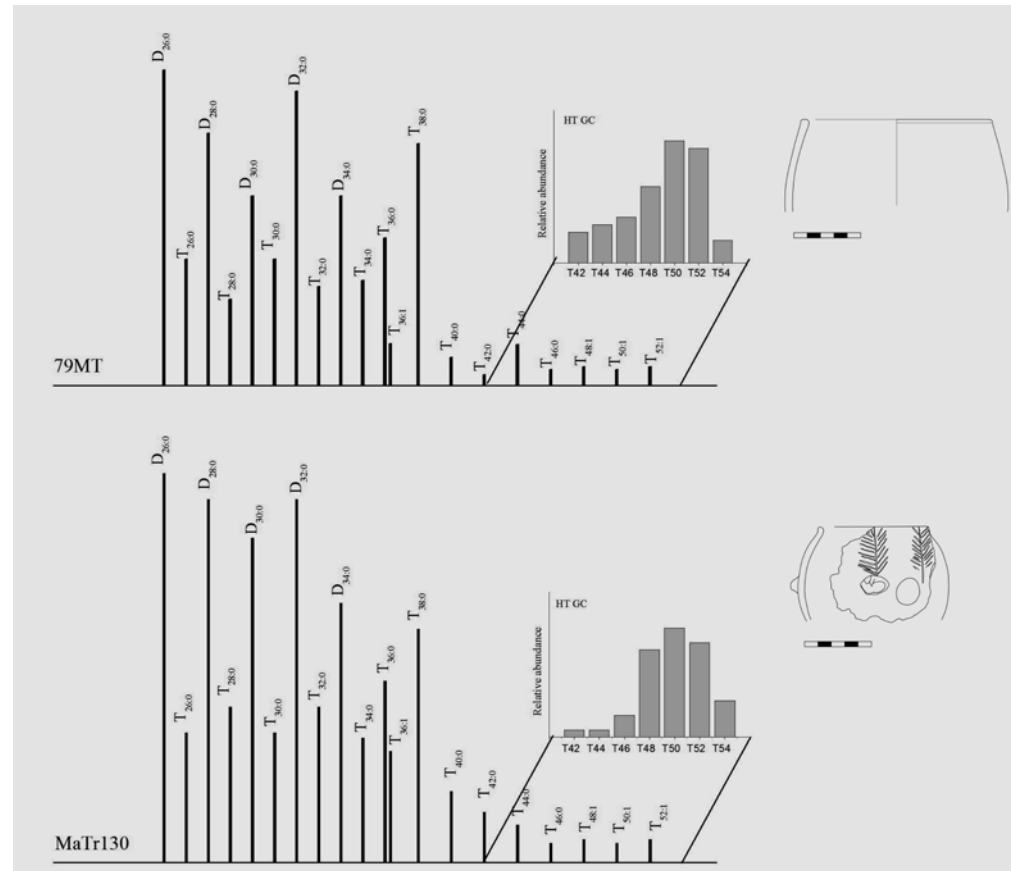 D26:0
T26:0
D28:0
T28:0
D30:0
T30:0
D32:0
T32:0
D34:0
T34:0
T36:0
T36:1
T38:0
T40:0
T42:0
T44:0
T46:0
T48:1
T50:1
T52:1
79MT
HT GC
Relative abundance
T42 T44 T46 T48 T50 T52 T54
D26:0
T26:0
D28:0
T28:0
D30:0
T30:0
D32:0
T32:0
D34:0
T34:0
T36:0
T36:1
T38:0
T40:0
T42:0
T44:0
T46:0
T48:1
T50:1
T52:1
MaTr130
HT GC
Relative abundance
T42 T44 T46 T48 T50 T52 T54